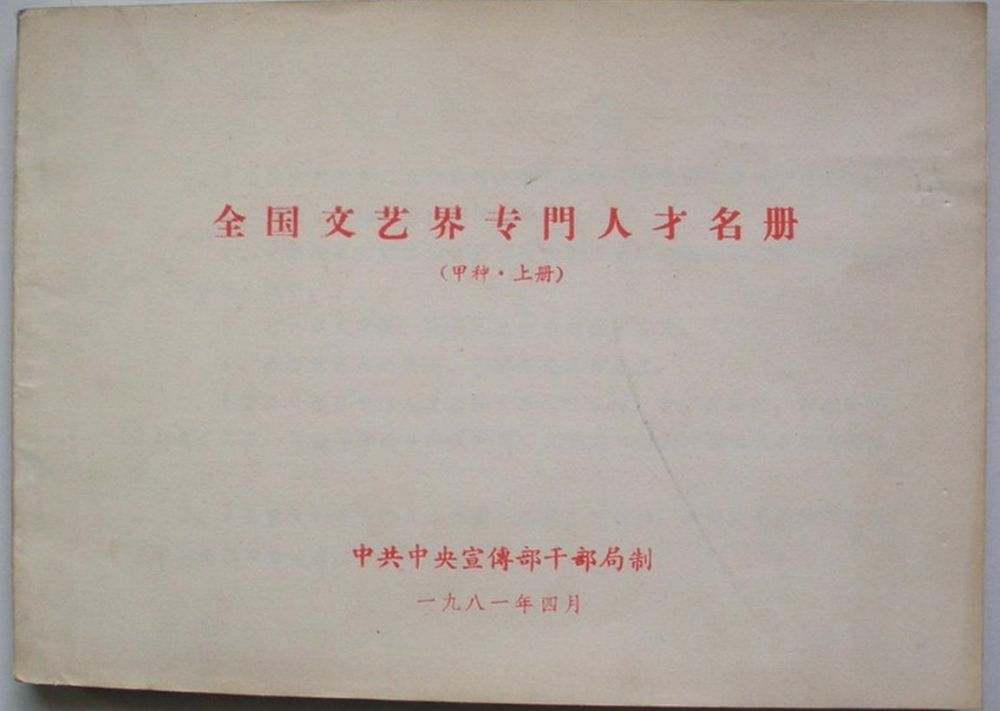 全国文艺界专門人才名册
（甲种·上册）
中共中央宣傳部干部局制
一九八一年四月